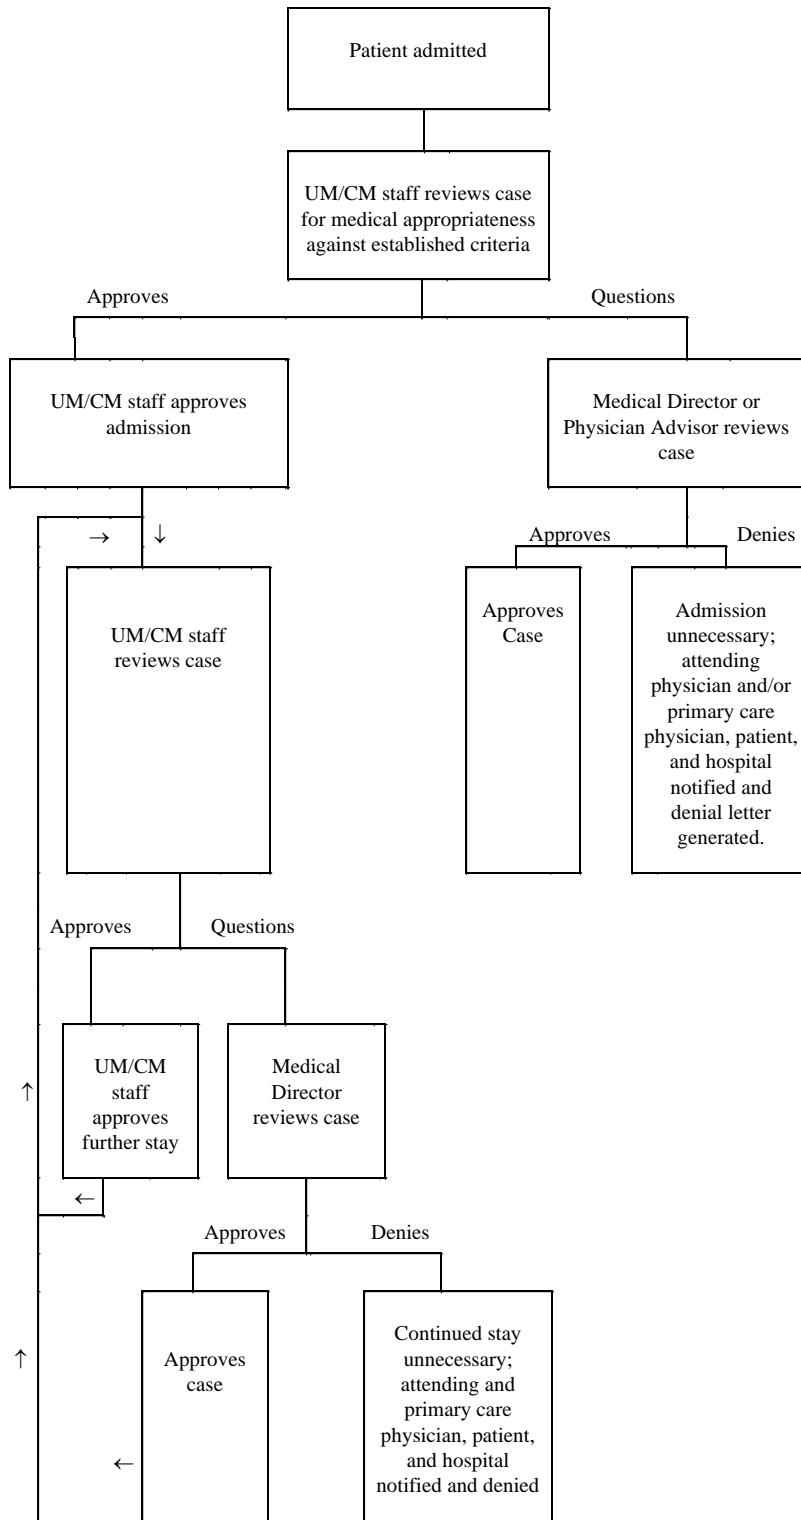 Patient admitted
UM/CM staff reviews case
for medical appropriateness
against established criteria
Approves
Questions
UM/CM staff approves
admission
Medical Director or
Physician Advisor reviews
case
→ ↓
Approves
Denies
UM/CM staff
reviews case
Approves
Case
Admission
unnecessary;
attending
physician and/or
primary care
physician, patient,
and hospital
notified and
denial letter
generated.
Approves
Questions
↑
UM/CM
staff
approves
further stay
Medical
Director
reviews case
←
Approves
Denies
↑
Approves
case
←
Continued stay
unnecessary;
attending and
primary care
physician, patient,
and hospital
notified and denied